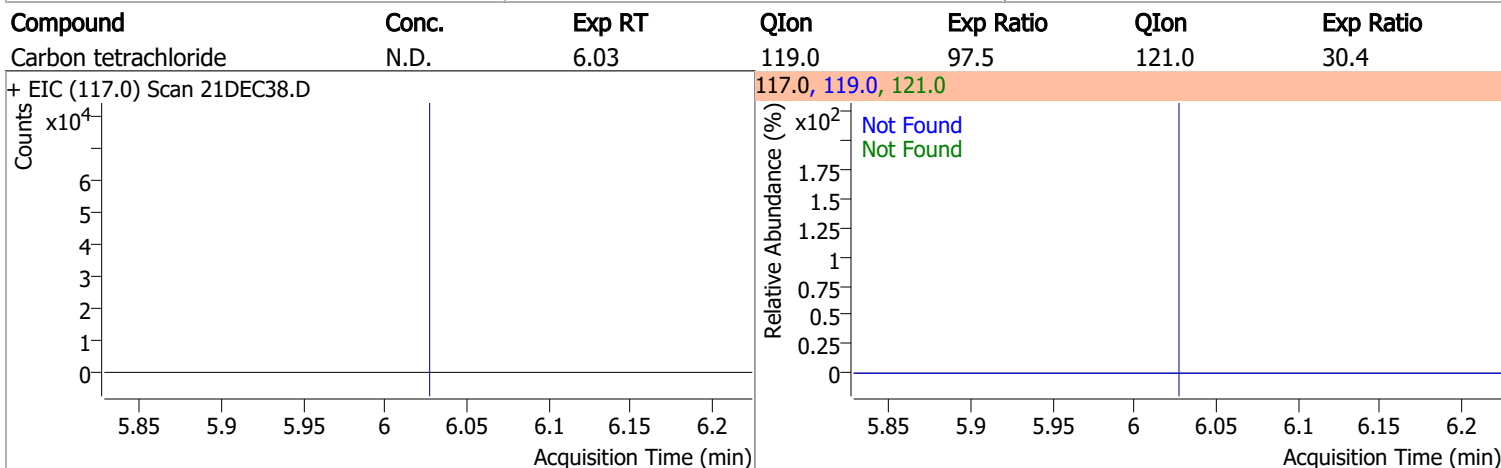 Compound Conc. Exp RT QIon Exp Ratio QIon Exp Ratio
Carbon tetrachloride N.D. 6.03 119.0 97.5 121.0 30.4
+ EIC (117.0) Scan 21DEC38.D
Counts
x10⁴
6
5
4
3
2
1
0
5.85 5.9 5.95 6 6.05 6.1 6.15 6.2
Acquisition Time (min)
117.0, 119.0, 121.0
Relative Abundance (%)
x10²
Not Found
Not Found
1.75
1.5
1.25
1
0.75
0.5
0.25
0
5.85 5.9 5.95 6 6.05 6.1 6.15 6.2
Acquisition Time (min)